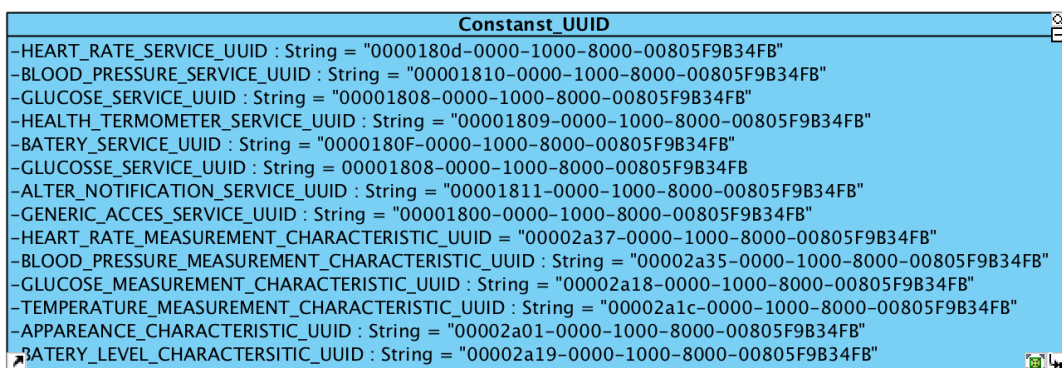 Constanst_UUID
-HEART_RATE_SERVICE_UUID : String = "0000180d-0000-1000-8000-00805F9B34FB"
-BLOOD_PRESSURE_SERVICE_UUID : String = "00001810-0000-1000-8000-00805F9B34FB"
-GLUCOSE_SERVICE_UUID : String = "00001808-0000-1000-8000-00805F9B34FB"
-HEALTH_TERMOMETER_SERVICE_UUID : String = "00001809-0000-1000-8000-00805F9B34FB"
-BATERY_SERVICE_UUID : String = "0000180F-0000-1000-8000-00805F9B34FB"
-GLUCOSSE_SERVICE_UUID : String = 00001808-0000-1000-8000-00805F9B34FB
-ALTER_NOTIFICATION_SERVICE_UUID : String = "00001811-0000-1000-8000-00805F9B34FB"
-GENERIC_ACCES_SERVICE_UUID : String = "00001800-0000-1000-8000-00805F9B34FB"
-HEART_RATE_MEASUREMENT_CHARACTERISTIC_UUID = "00002a37-0000-1000-8000-00805F9B34FB"
-BLOOD_PRESSURE_MEASUREMENT_CHARACTERISTIC_UUID : String = "00002a35-0000-1000-8000-00805F9B34FB"
-GLUCOSE_MEASUREMENT_CHARACTERISTIC_UUID : String = "00002a18-0000-1000-8000-00805F9B34FB"
-TEMPERATURE_MEASUREMENT_CHARACTERISTIC_UUID : String = "00002a1c-0000-1000-8000-00805F9B34FB"
-APPAREANCE_CHARACTERISTIC_UUID : String = "00002a01-0000-1000-8000-00805F9B34FB"
-BATERY_LEVEL_CHARACTERSITIC_UUID : String = "00002a19-0000-1000-8000-00805F9B34FB"